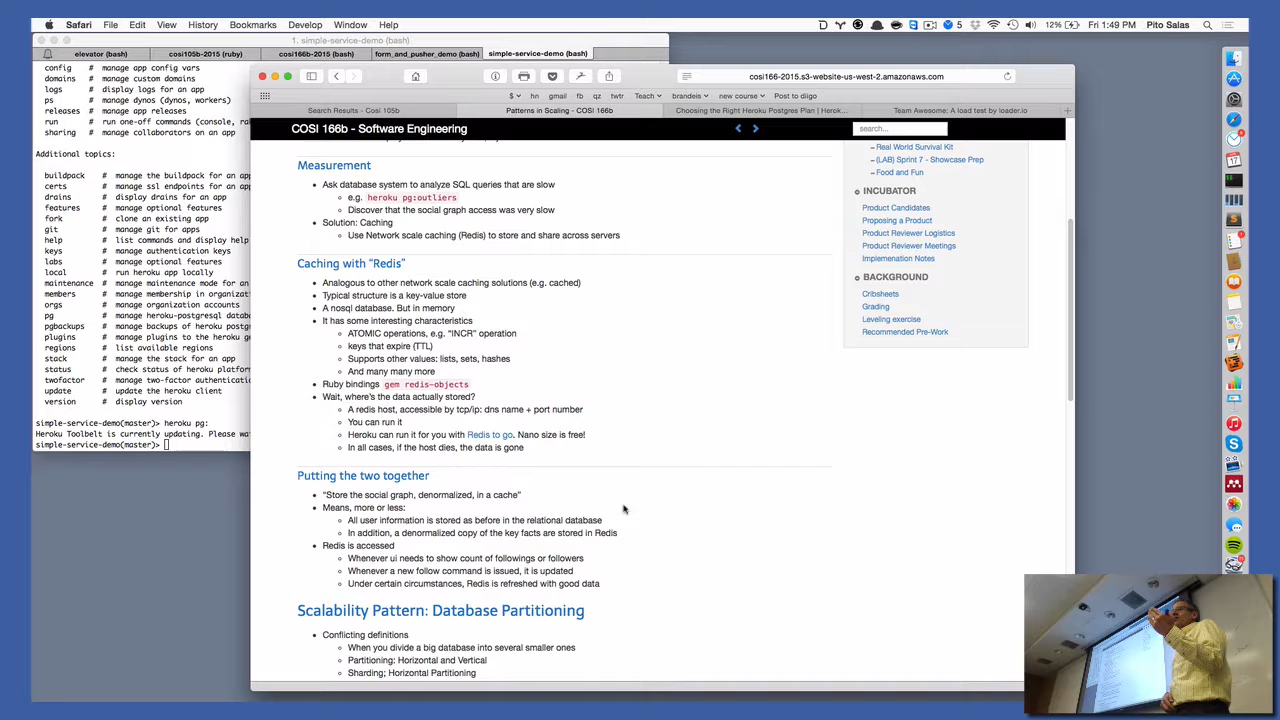 Safari File Edit View History Bookmarks Develop Window Help
5 12% Fri 1:49 PM Pito Salas
1. simple-service-demo (bash)
elevator (bash) cosi105b-2015 (ruby) cosi166b-2015 (bash) form_and_pusher_demo (bash) simple-service-demo (bash)
config # manage app config vars
domains # manage custom domains
logs # display logs for an app
ps # manage dynos (dynos, workers)
releases # manage app releases
run # run one-off commands (console, ra
sharing # manage collaborators on an app
Additional topics:
buildpack # manage the buildpack for an app
certs # manage ssl endpoints for an app
drains # display drains for an app
features # manage optional features
fork # clone an existing app
git # manage git for apps
help # list commands and display help
keys # manage authentication keys
labs # manage optional features
local # run heroku app locally
maintenance # manage maintenance mode for an
members # manage membership in organizat
orgs # manage organization accounts
pg # manage heroku-postgresql databa
pgbackups # manage backups of heroku postgr
plugins # manage plugins to the heroku ge
regions # list available regions
stack # manage the stack for an app
status # check status of heroku platfor
twofactor # manage two-factor authenticatio
update # update the heroku client
version # display version
simple-service-demo(master)> heroku pg:
Heroku Toolbelt is currently updating. Please wa
simple-service-demo(master)>
cosi166-2015.s3-website-us-west-2.amazonaws.com
$ hn gmail fb qz twtr Teach brandeis new course Post to diigo
Search Results - Cosi 105b Patterns in Scaling - COSI 166b Choosing the Right Heroku Postgres Plan | Herok... Team Awesome: A load test by loader.io
COSI 166b - Software Engineering
search...
Measurement
Ask database system to analyze SQL queries that are slow
e.g. heroku pg:outliers
Discover that the social graph access was very slow
Solution: Caching
Use Network scale caching (Redis) to store and share across servers
Caching with “Redis”
Analogous to other network scale caching solutions (e.g. cached)
Typical structure is a key-value store
A nosql database. But in memory
It has some interesting characteristics
ATOMIC operations, e.g. “INCR” operation
keys that expire (TTL)
Supports other values: lists, sets, hashes
And many many more
Ruby bindings gem redis-objects
Wait, where’s the data actually stored?
A redis host, accessible by tcp/ip: dns name + port number
You can run it
Heroku can run it for you with Redis to go. Nano size is free!
In all cases, if the host dies, the data is gone
Putting the two together
“Store the social graph, denormalized, in a cache”
Means, more or less:
All user information is stored as before in the relational database
In addition, a denormalized copy of the key facts are stored in Redis
Redis is accessed
Whenever ui needs to show count of followings or followers
Whenever a new follow command is issued, it is updated
Under certain circumstances, Redis is refreshed with good data
Scalability Pattern: Database Partitioning
Conflicting definitions
When you divide a big database into several smaller ones
Partitioning: Horizontal and Vertical
Sharding; Horizontal Partitioning
– Real World Survival Kit
– (LAB) Sprint 7 - Showcase Prep
– Food and Fun
INCUBATOR
Product Candidates
Proposing a Product
Product Reviewer Logistics
Product Reviewer Meetings
Implemenation Notes
BACKGROUND
Cribsheets
Grading
Leveling exercise
Recommended Pre-Work